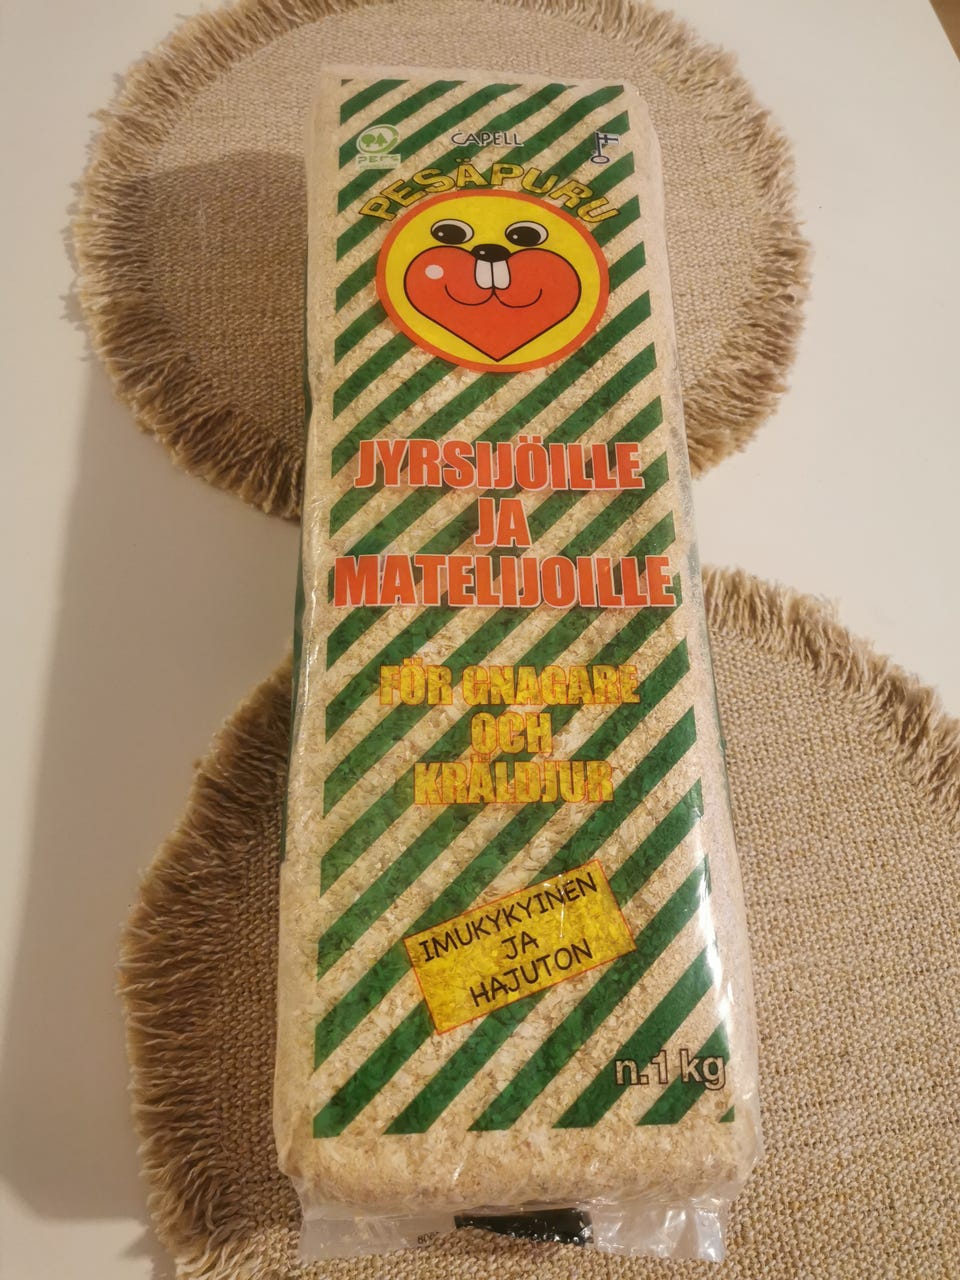 CAPELL
PEFC
PESÄPURU
JYRSIJÖILLE
JA
MATELIJOILLE
FÖR GNAGARE
OCH
KRÄLDJUR
IMUKYKYINEN
JA
HAJUTON
n.1 kg